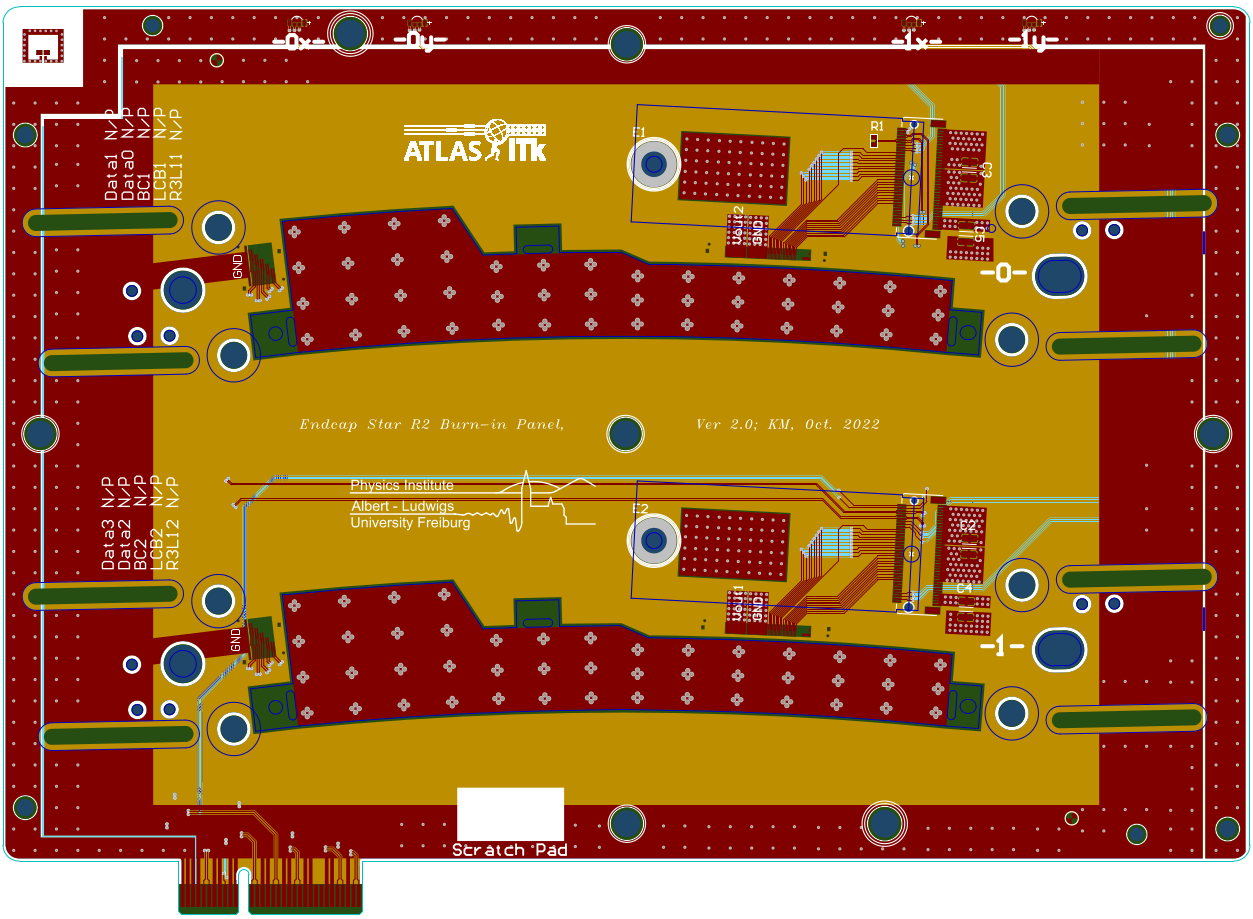 -0x-
-0y-
-1x-
-1y-
Data1 N/P
Data0 N/P
BC1 N/P
LCB1 N/P
R3L11 N/P
ATLAS ITk
E1
R1
C3
C5
Vout2
GND
GND
-0-
Endcap Star R2 Burn-in Panel, Ver 2.0; KM, Oct. 2022
Data3 N/P
Data2 N/P
BC2 N/P
LCB2 N/P
R3L12 N/P
Physics Institute
Albert - Ludwigs
University Freiburg
E2
C2
C4
Vout1
GND
GND
-1-
Scratch Pad